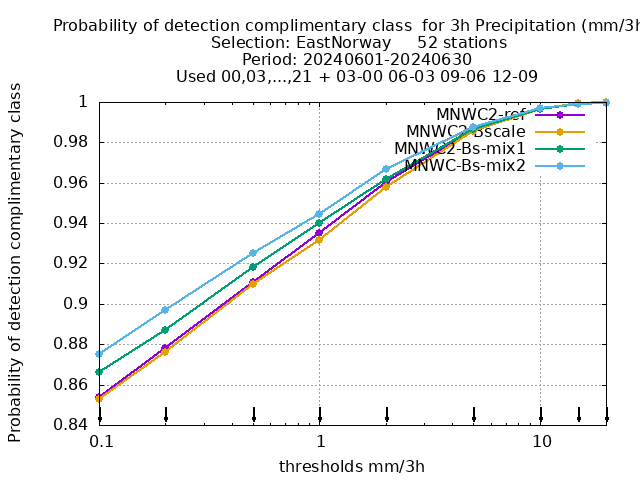 Probability of detection complimentary class  for 3h Precipitation (mm/3h
Selection: EastNorway     52 stations
Period: 20240601-20240630
Used 00,03,...,21 + 03-00 06-03 09-06 12-09
Probability of detection complimentary class
1
0.98
0.96
0.94
0.92
0.9
0.88
0.86
0.84
MNWC2-ref
MNWC2-Bscale
MNWC2-Bs-mix1
MNWC-Bs-mix2
0.1
1
10
thresholds mm/3h